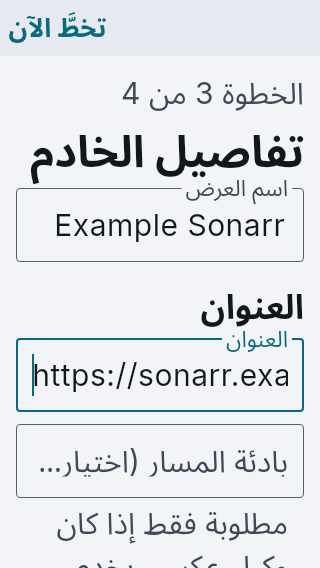 تخطَّ الآن
الخطوة 3 من 4
تفاصيل الخادم
اسم العرض
Example Sonarr
العنوان
العنوان
https://sonarr.exa
بادئة المسار (اختيار...
مطلوبة فقط إذا كان